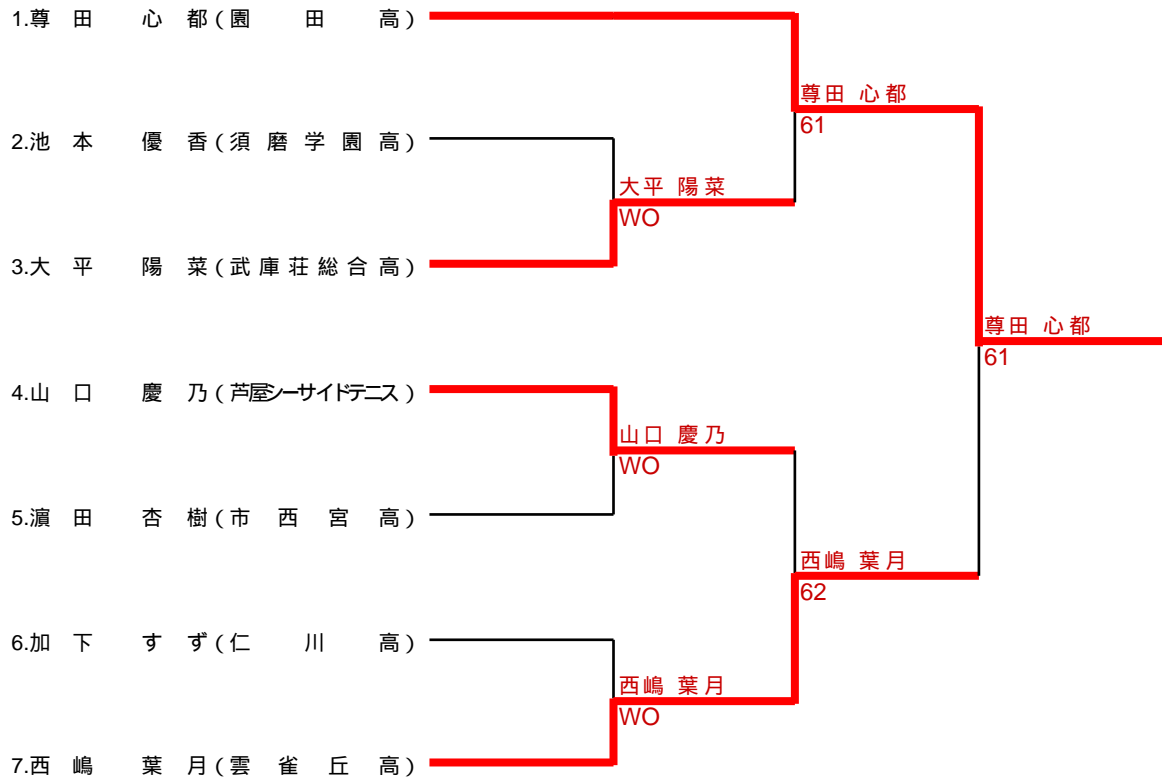 1.尊田 心都(園田高)
尊田 心都
61
2.池本 優香(須磨学園高)
大平 陽菜
WO
3.大平 陽菜(武庫荘総合高)
尊田 心都
61
4.山口 慶乃(芦屋シーサイドテニス)
山口 慶乃
WO
5.濵田 杏樹(市西宮高)
西嶋 葉月
62
6.加下 すず(仁川高)
西嶋 葉月
WO
7.西嶋 葉月(雲雀丘高)